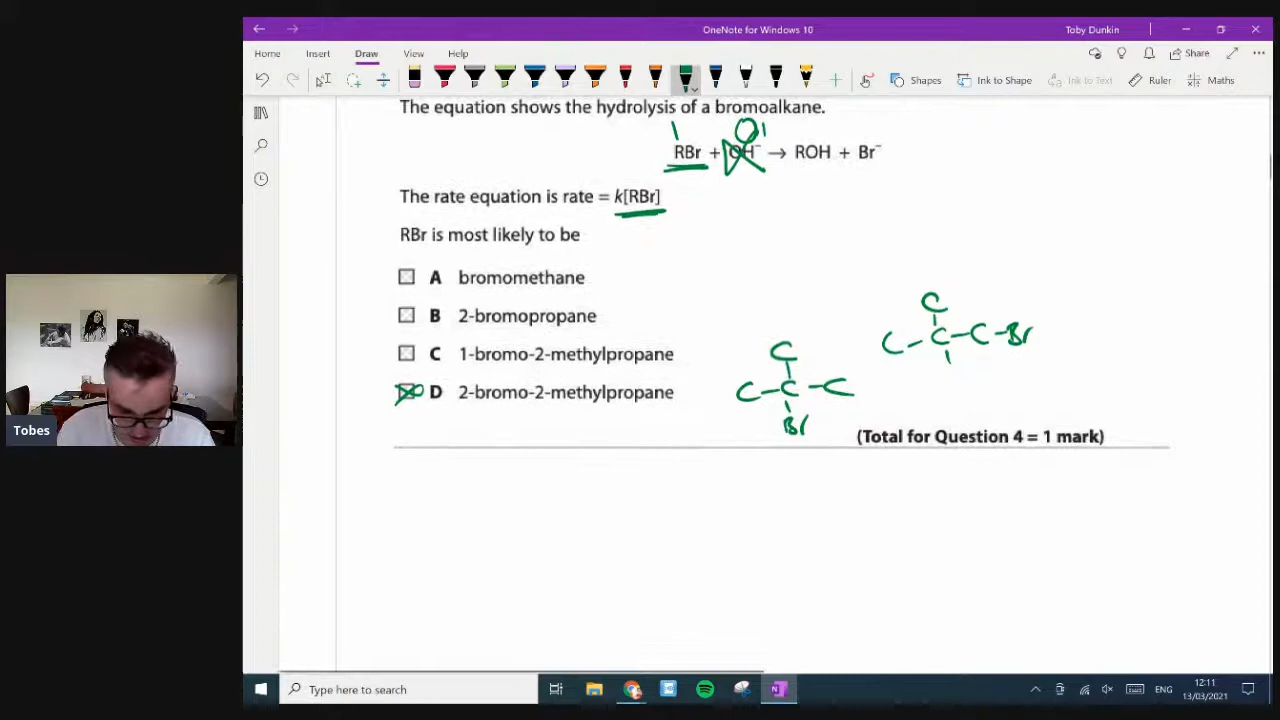 OneNote for Windows 10
Toby Dunkin
Home Insert Draw View Help
Share
Shapes Ink to Shape Ink to Text Ruler Maths
The equation shows the hydrolysis of a bromoalkane.
1 O 1
RBr + OH⁻ → ROH + Br⁻
The rate equation is rate = k[RBr]
RBr is most likely to be
A bromomethane
B 2-bromopropane
C 1-bromo-2-methylpropane
D 2-bromo-2-methylpropane
C
C - C - C - Br
C
C - C - C
Br
(Total for Question 4 = 1 mark)
Tobes
Type here to search
ENG
12:11
13/03/2021